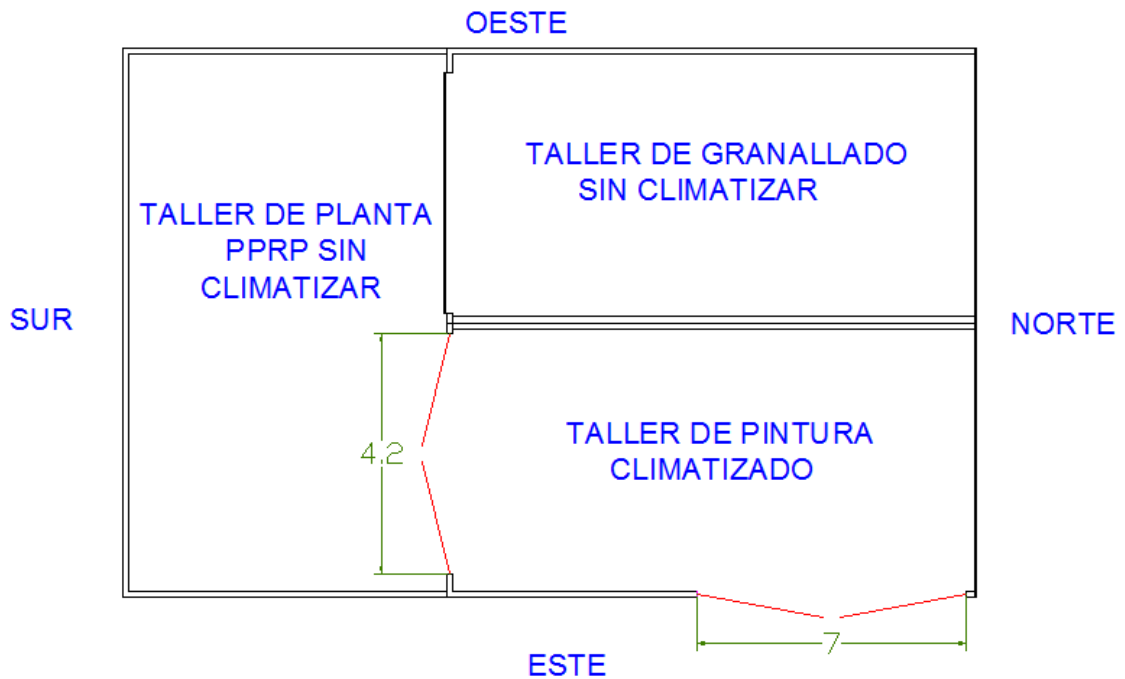 OESTE
TALLER DE GRANALLADO
SIN CLIMATIZAR
TALLER DE PLANTA
PPRP SIN
CLIMATIZAR
SUR
NORTE
4,2
TALLER DE PINTURA
CLIMATIZADO
7
ESTE